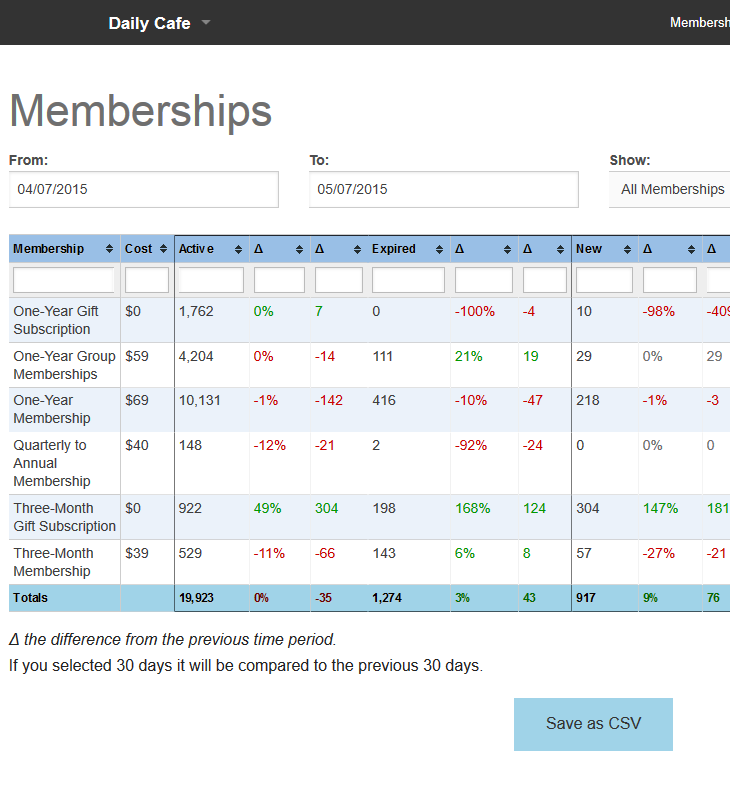 Daily Cafe Membersh
Memberships
From: To: Show:
04/07/2015 05/07/2015 All Memberships
Membership Cost Active Δ Δ Expired Δ Δ New Δ Δ
One-Year Gift $0 1,762 0% 7 0 -100% -4 10 -98% -409
Subscription
One-Year Group $59 4,204 0% -14 111 21% 19 29 0% 29
Memberships
One-Year $69 10,131 -1% -142 416 -10% -47 218 -1% -3
Membership
Quarterly to $40 148 -12% -21 2 -92% -24 0 0% 0
Annual
Membership
Three-Month $0 922 49% 304 198 168% 124 304 147% 181
Gift Subscription
Three-Month $39 529 -11% -66 143 6% 8 57 -27% -21
Membership
Totals 19,923 0% -35 1,274 3% 43 917 9% 76
Δ the difference from the previous time period.
If you selected 30 days it will be compared to the previous 30 days.
Save as CSV